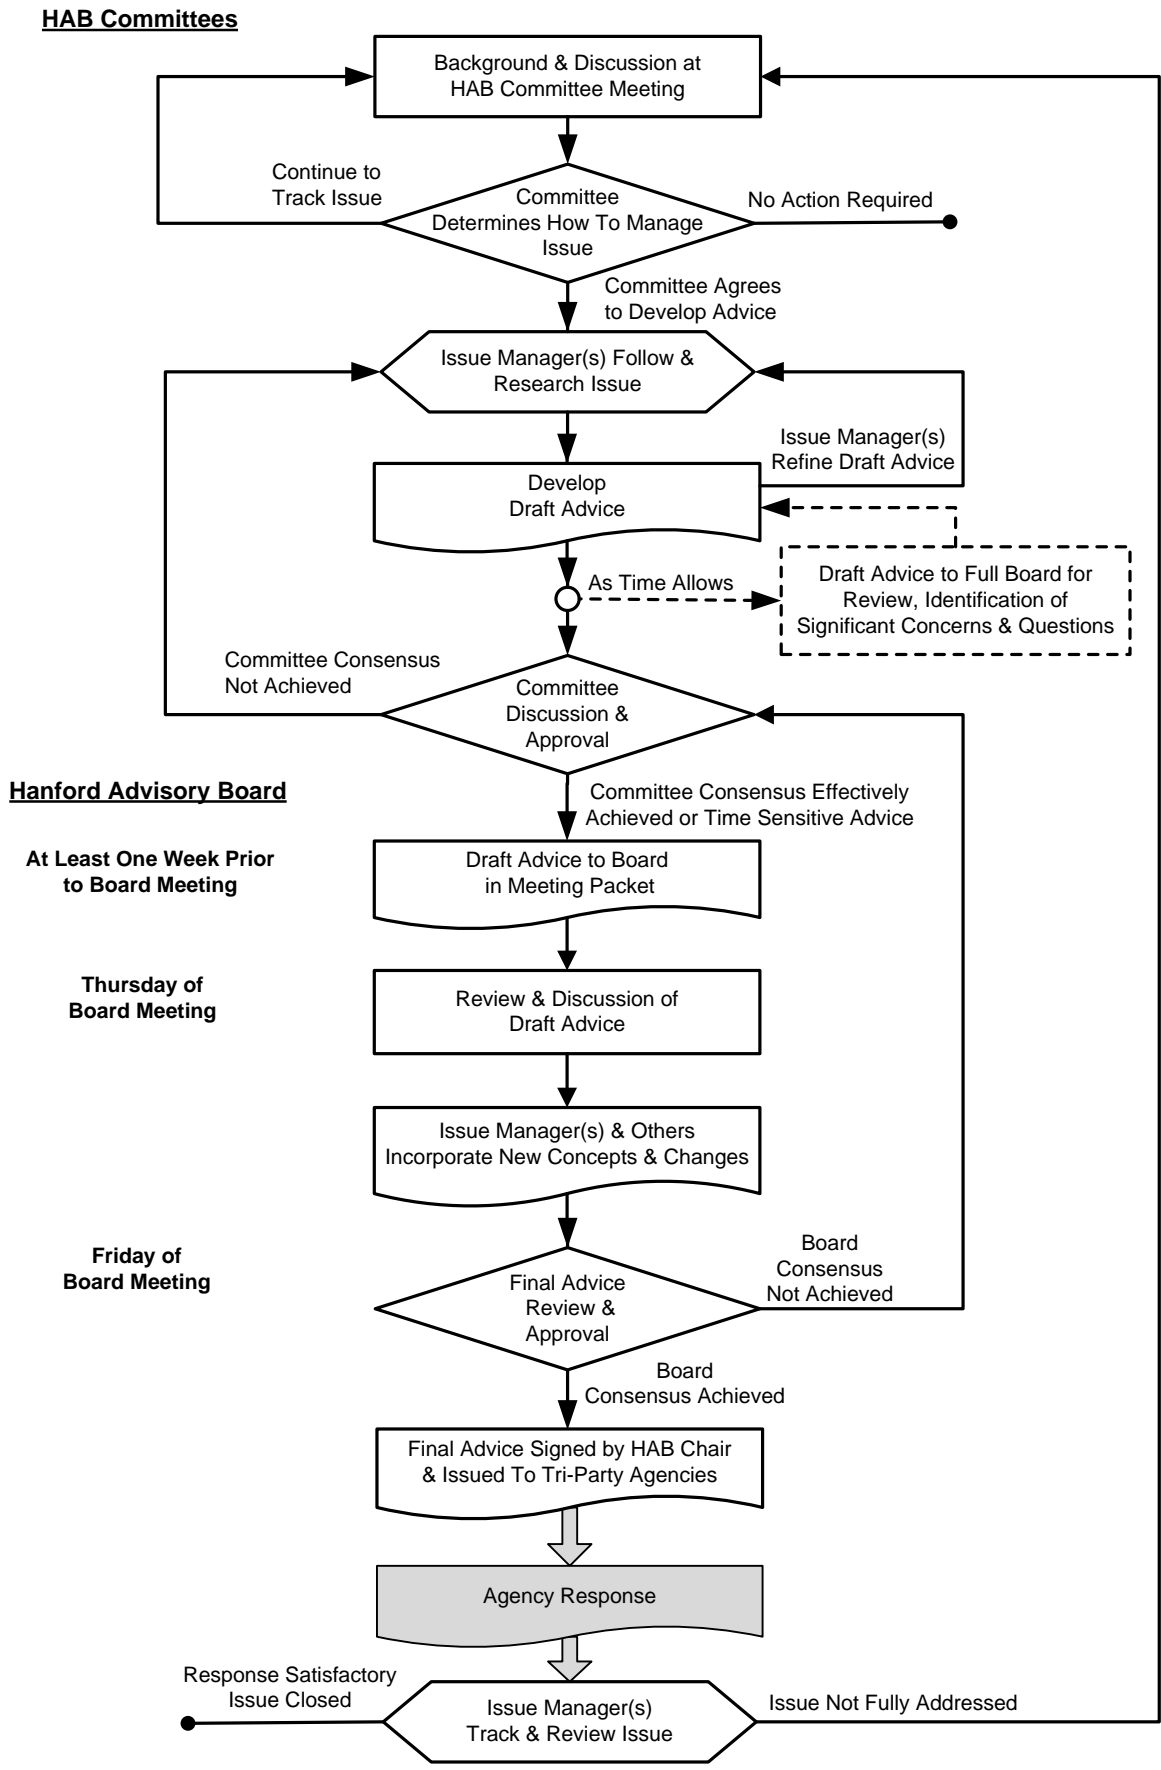 HAB Committees
Background & Discussion at
HAB Committee Meeting
Continue to
Track Issue
Committee
Determines How To Manage
Issue
No Action Required
Committee Agrees
to Develop Advice
Issue Manager(s) Follow &
Research Issue
Issue Manager(s)
Refine Draft Advice
Develop
Draft Advice
As Time Allows
Draft Advice to Full Board for
Review, Identification of
Significant Concerns & Questions
Committee Consensus
Not Achieved
Committee
Discussion &
Approval
Hanford Advisory Board
Committee Consensus Effectively
Achieved or Time Sensitive Advice
At Least One Week Prior
to Board Meeting
Draft Advice to Board
in Meeting Packet
Thursday of
Board Meeting
Review & Discussion of
Draft Advice
Issue Manager(s) & Others
Incorporate New Concepts & Changes
Friday of
Board Meeting
Final Advice
Review &
Approval
Board
Consensus
Not Achieved
Board
Consensus Achieved
Final Advice Signed by HAB Chair
& Issued To Tri-Party Agencies
Agency Response
Response Satisfactory
Issue Closed
Issue Manager(s)
Track & Review Issue
Issue Not Fully Addressed